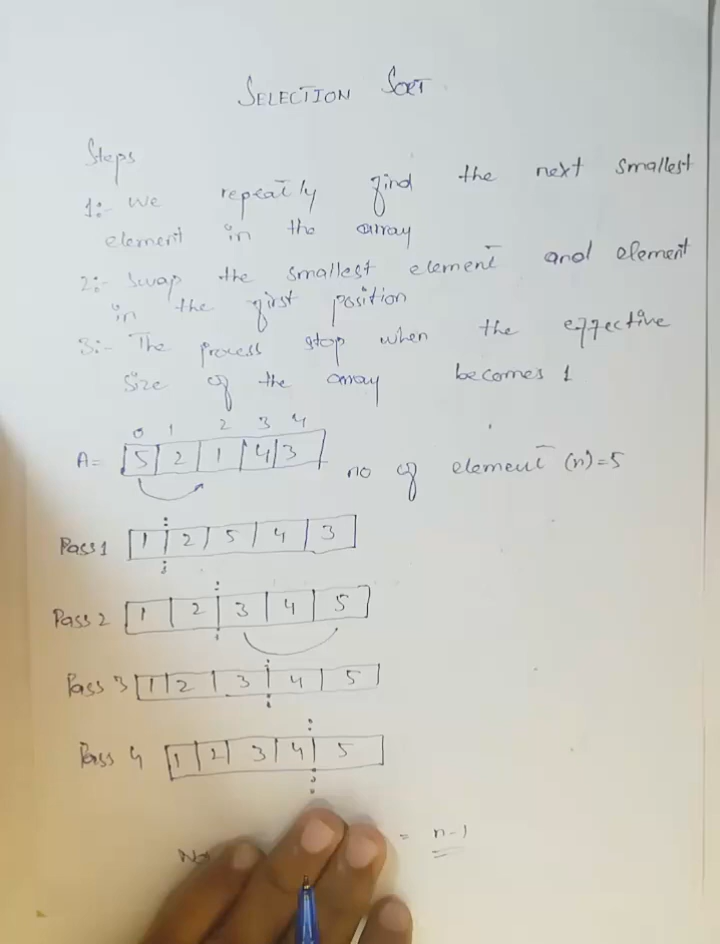 SELECTION SORT
Steps
1:- we repeatly find the next smallest
element in the array
2:- Swap the smallest element and element
in the first position
3:- The process stop when the effective
size of the array becomes 1
0 1 2 3 4
A= 5 2 1 4 3 no of element (n)=5
Pass 1 1 2 5 4 3
Pass 2 1 2 3 4 5
Pass 3 1 2 3 4 5
Pass 4 1 2 3 4 5
= n-1